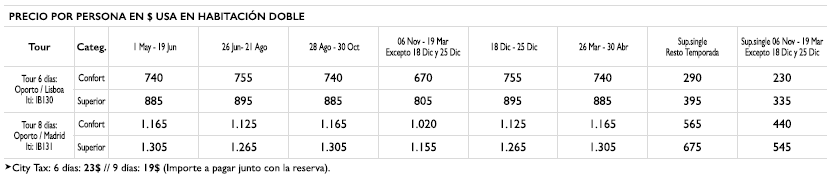 PRECIO POR PERSONA EN $ USA EN HABITACIÓN DOBLE
Tour Categ. 1 May - 19 Jun 26 Jun- 21 Ago 28 Ago - 30 Oct 06 Nov - 19 Mar Excepto 18 Dic y 25 Dic 18 Dic - 25 Dic 26 Mar - 30 Abr Sup.single Resto Temporada Sup.single 06 Nov - 19 Mar Excepto 18 Dic y 25 Dic
Tour 6 días: Oporto / Lisboa Iti: IB130
Confort 740 755 740 670 755 740 290 230
Superior 885 895 885 805 895 885 395 335
Tour 8 días: Oporto / Madrid Iti: IB131
Confort 1.165 1.125 1.165 1.020 1.125 1.165 565 440
Superior 1.305 1.265 1.305 1.155 1.265 1.305 675 545
➤City Tax: 6 días: 23$ // 9 días: 19$ (Importe a pagar junto con la reserva).